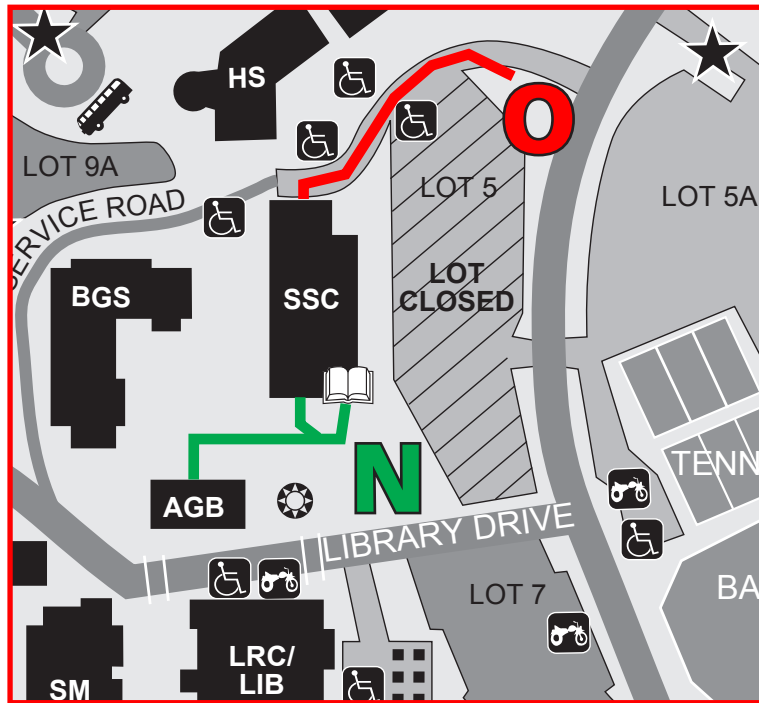 HS
O
LOT 9A
LOT 5
LOT 5A
SERVICE ROAD
BGS
SSC
LOT
CLOSED
N
TENN
AGB
LIBRARY DRIVE
LOT 7
BA
LRC/
LIB
SM